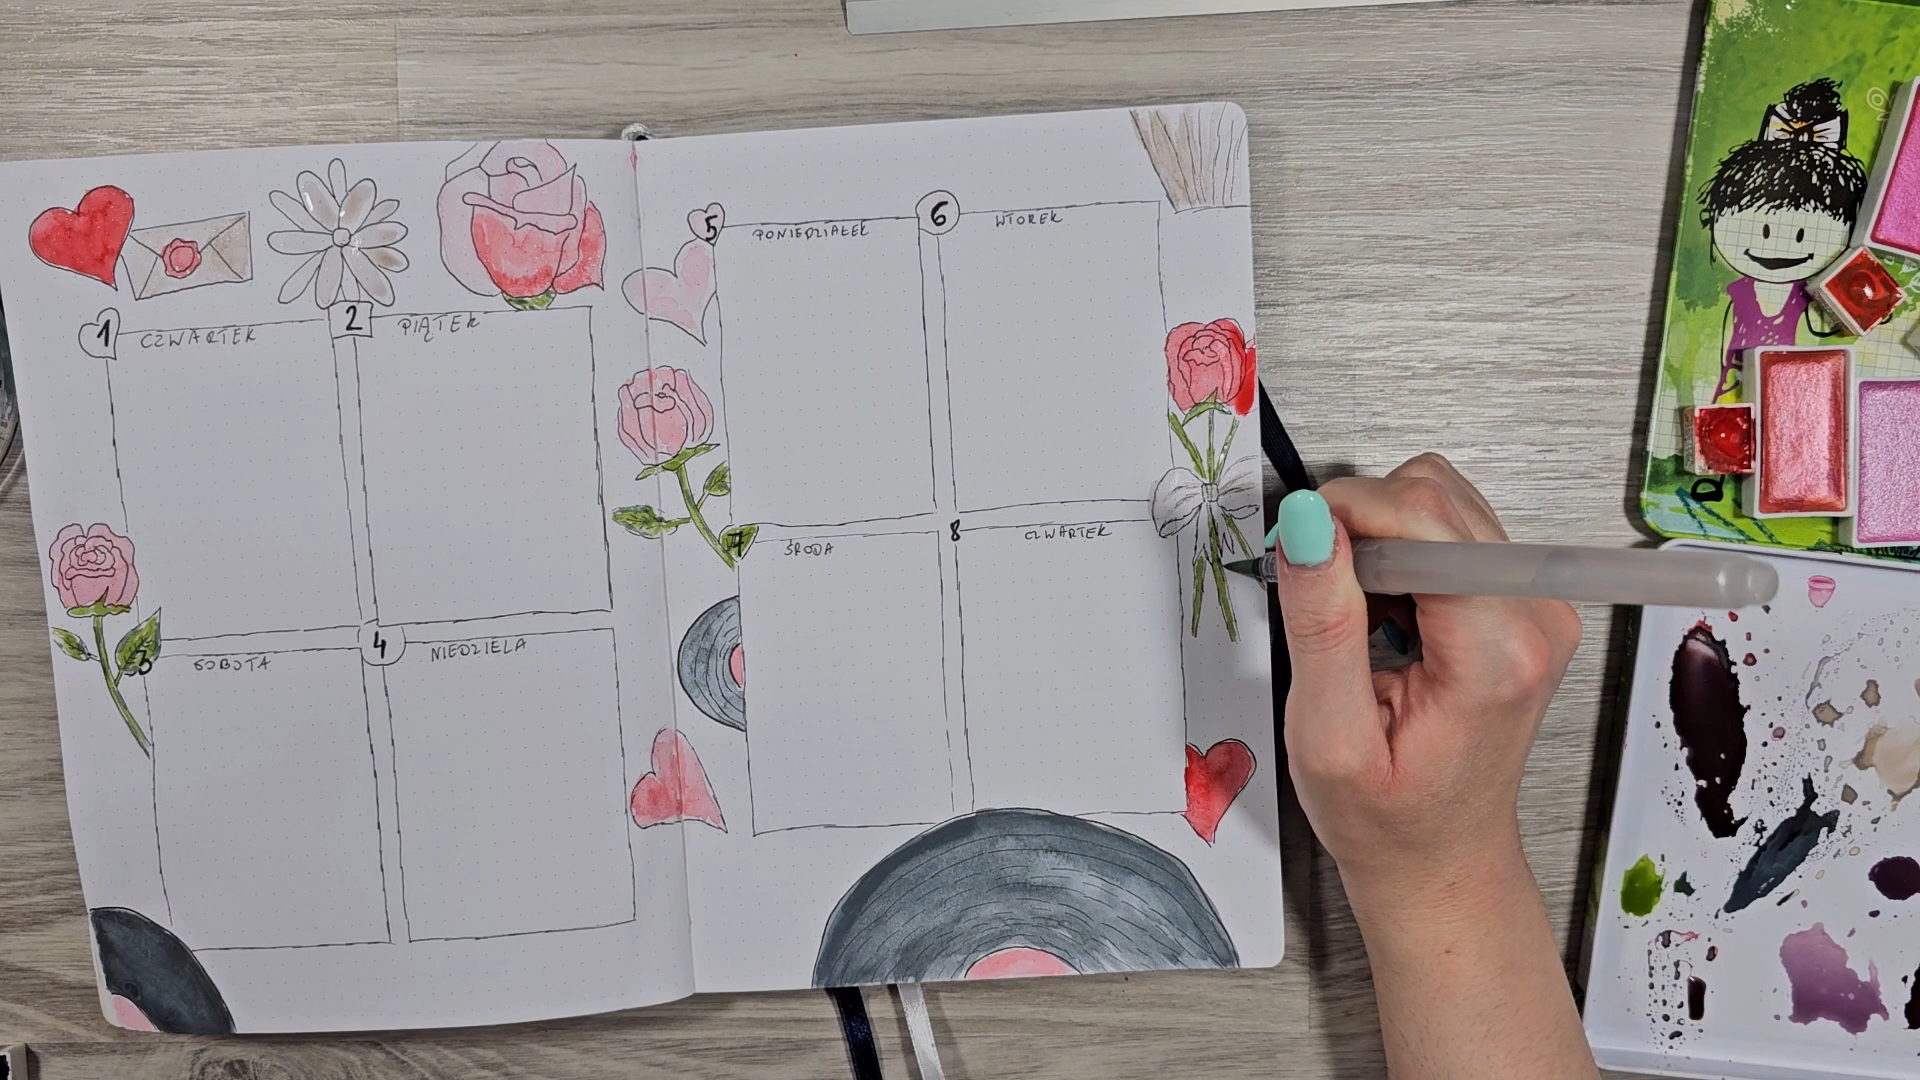 1 CZWARTEK
2 PIĄTEK
3 SOBOTA
4 NIEDZIELA
5 PONIEDZIAŁEK
6 WTOREK
7 ŚRODA
8 CZWARTEK